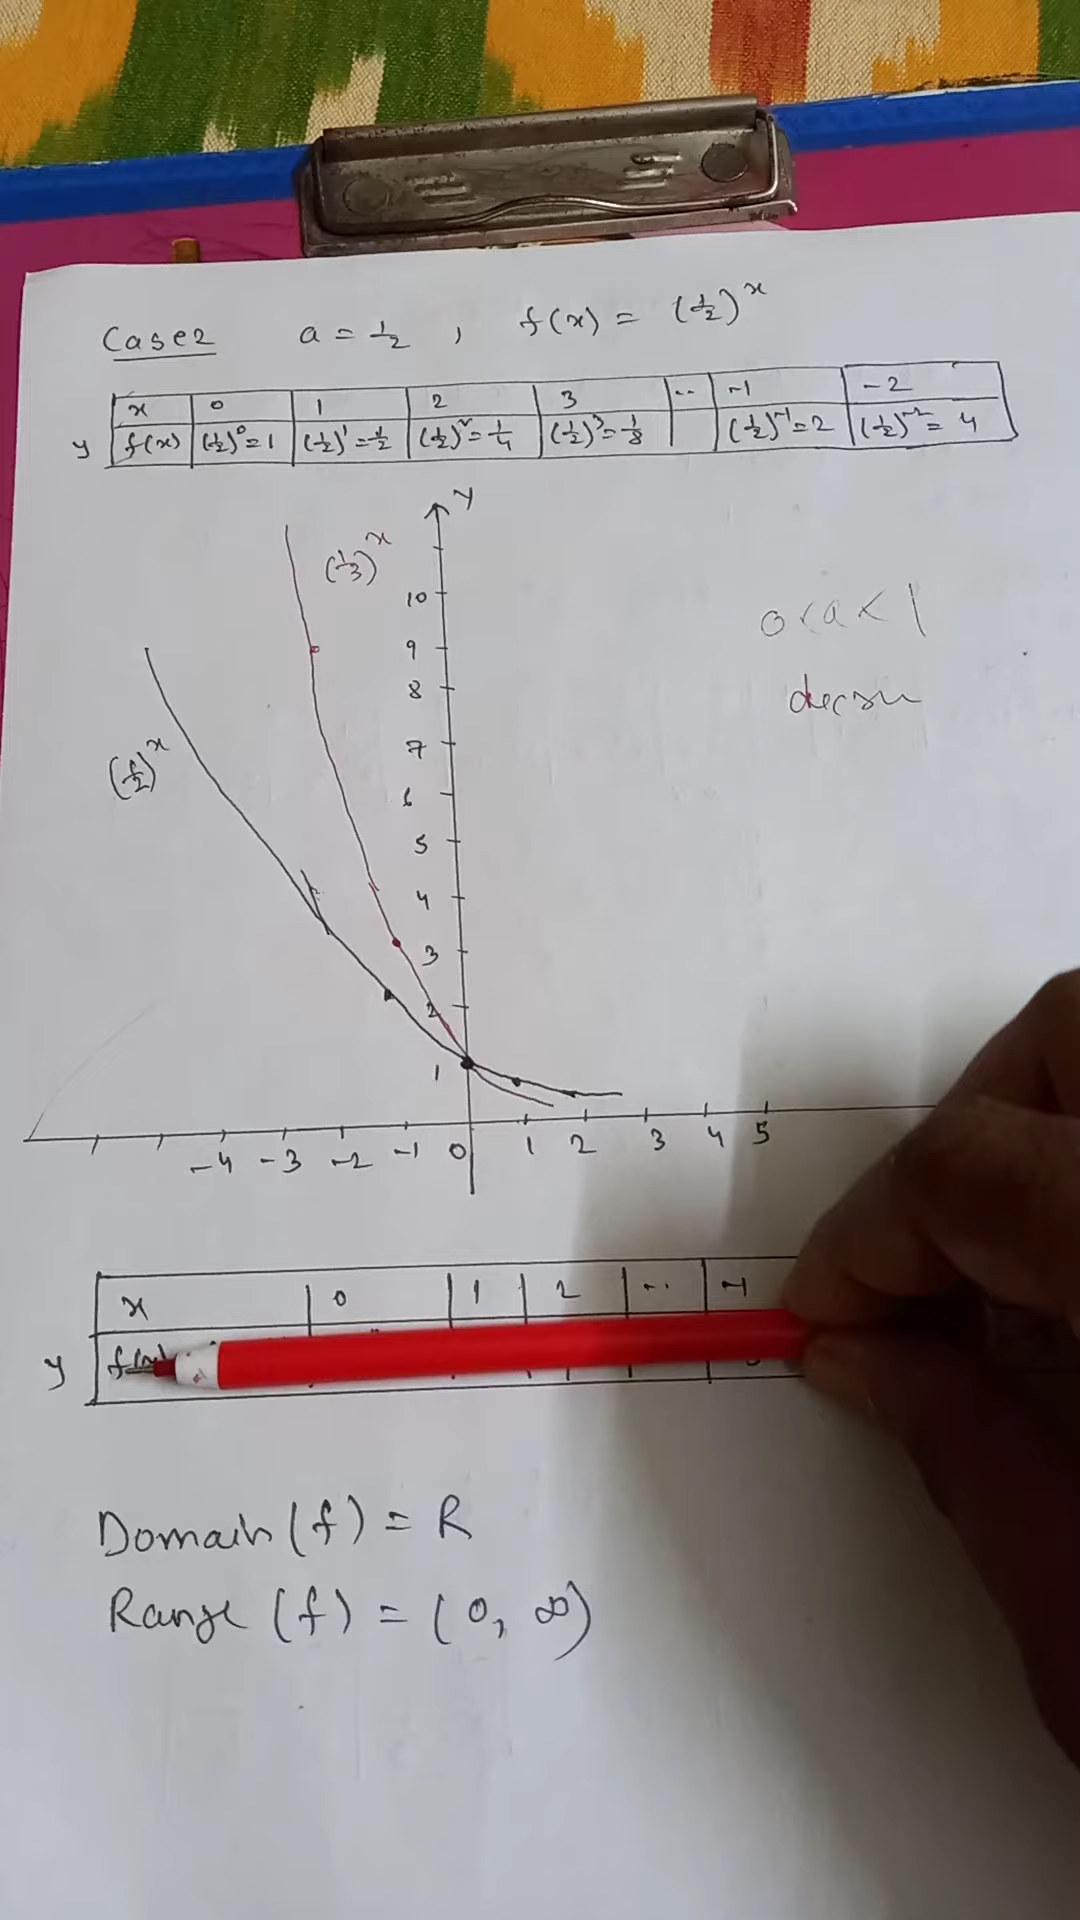 Case 2 a = 1/2 , f(x) = (1/2)^x
x 0 1 2 3 .. -1 -2
y f(x) (1/2)^0 = 1 (1/2)^1 = 1/2 (1/2)^2 = 1/4 (1/2)^3 = 1/8 (1/2)^-1 = 2 (1/2)^-2 = 4
y
(1/3)^x
10
0<a<1
9
8
(1/2)^x
7
6
5
4
3
2
1
-4 -3 -2 -1 0 1 2 3 4 5
x 0 1 2 .. -1
y f(x)
Domain (f) = R
Range (f) = (0, ∞)